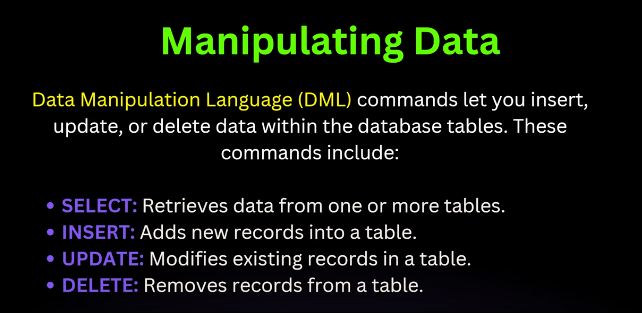 Manipulating Data
Data Manipulation Language (DML) commands let you insert,
update, or delete data within the database tables. These
commands include:
• SELECT: Retrieves data from one or more tables.
• INSERT: Adds new records into a table.
• UPDATE: Modifies existing records in a table.
• DELETE: Removes records from a table.